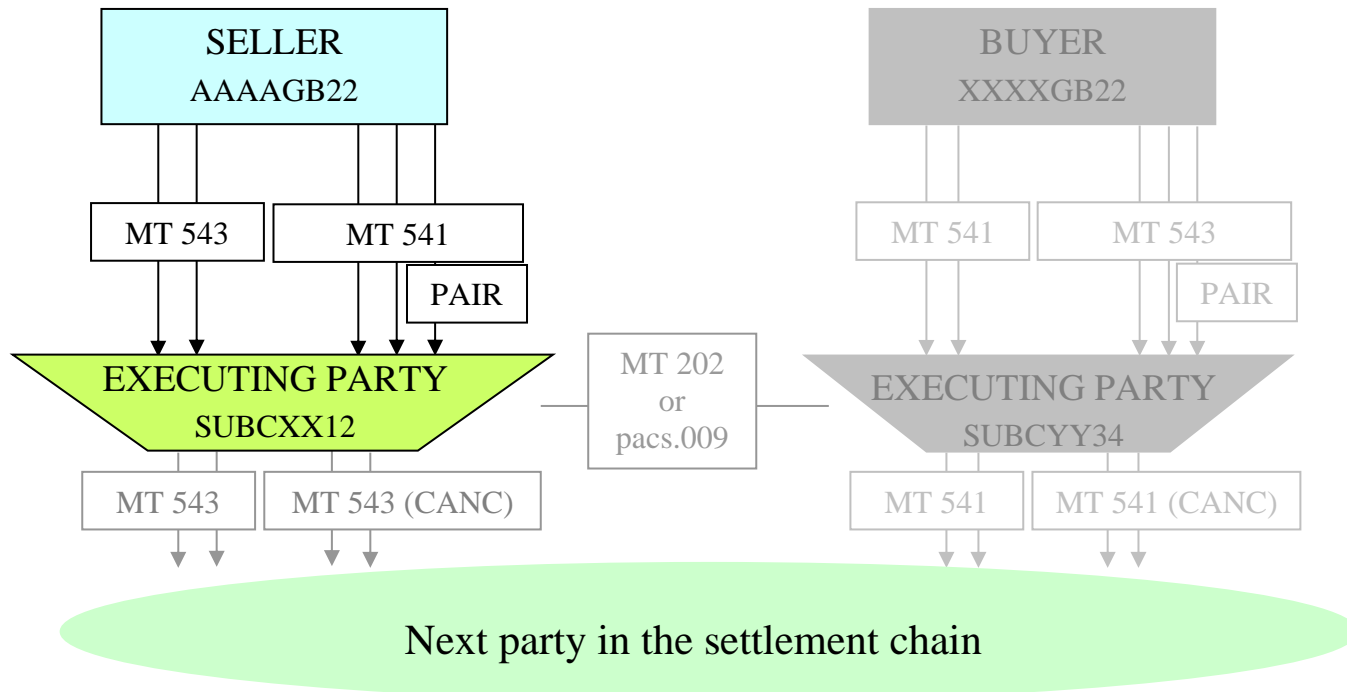 SELLER
AAAAGB22
BUYER
XXXXGB22
MT 543
MT 541
PAIR
MT 541
MT 543
PAIR
EXECUTING PARTY
SUBCXX12
MT 202
or
pacs.009
EXECUTING PARTY
SUBCYY34
MT 543
MT 543 (CANC)
MT 541
MT 541 (CANC)
Next party in the settlement chain